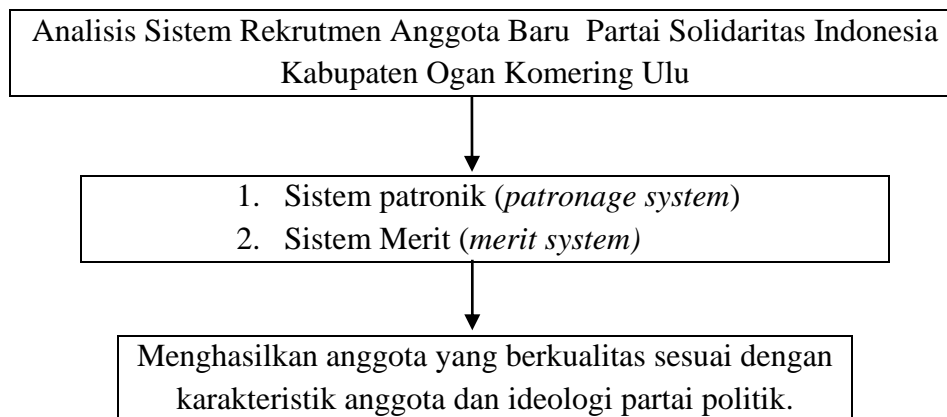 Analisis Sistem Rekrutmen Anggota Baru Partai Solidaritas Indonesia
Kabupaten Ogan Komering Ulu
1. Sistem patronik (patronage system)
2. Sistem Merit (merit system)
Menghasilkan anggota yang berkualitas sesuai dengan
karakteristik anggota dan ideologi partai politik.